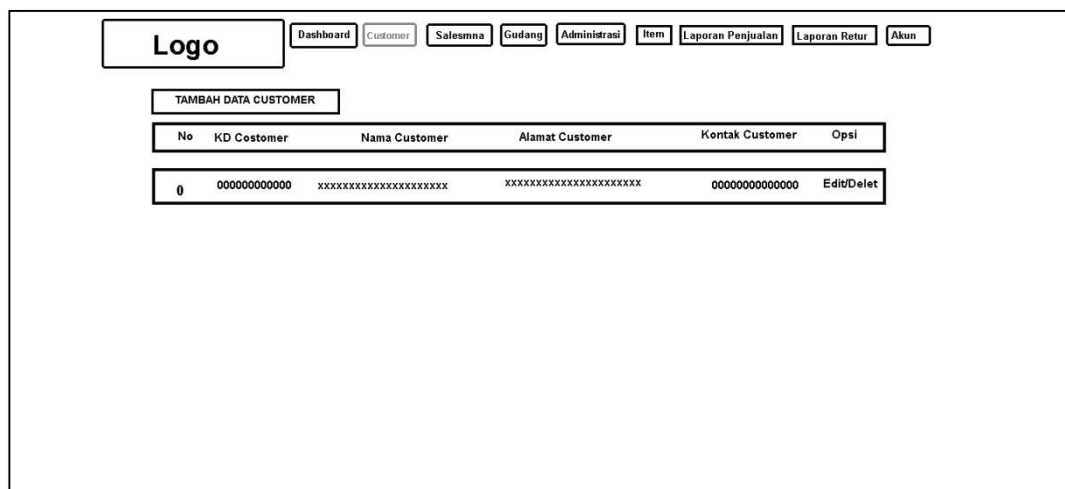 Logo
Dashboard Customer Salesmna Gudang Administrasi Item Laporan Penjualan Laporan Retur Akun
TAMBAH DATA CUSTOMER
No KD Costomer Nama Customer Alamat Customer Kontak Customer Opsi
0 000000000000 xxxxxxxxxxxxxxxxxxxxx xxxxxxxxxxxxxxxxxxxxxx 00000000000000 Edit/Delet